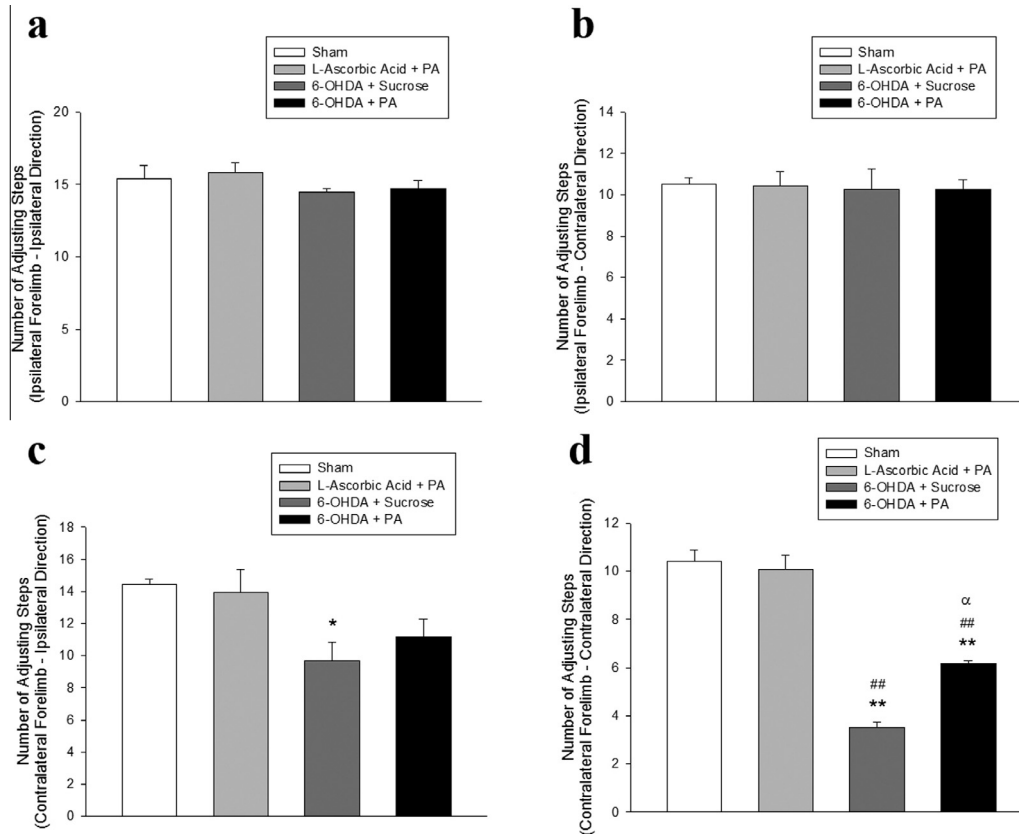 a
Sham
L-Ascorbic Acid + PA
6-OHDA + Sucrose
6-OHDA + PA
Number of Adjusting Steps
(Ipsilateral Forelimb - Ipsilateral Direction)
20
15
10
5
0
b
Sham
L-Ascorbic Acid + PA
6-OHDA + Sucrose
6-OHDA + PA
Number of Adjusting Steps
(Ipsilateral Forelimb - Contralateral Direction)
14
12
10
8
6
4
2
0
c
Sham
L-Ascorbic Acid + PA
6-OHDA + Sucrose
6-OHDA + PA
Number of Adjusting Steps
(Contralateral Forelimb - Ipsilateral Direction)
18
16
14
12
10
8
6
4
2
0
*
d
Sham
L-Ascorbic Acid + PA
6-OHDA + Sucrose
6-OHDA + PA
Number of Adjusting Steps
(Contralateral Forelimb - Contralateral Direction)
12
10
8
6
4
2
0
##
**
α
##
**